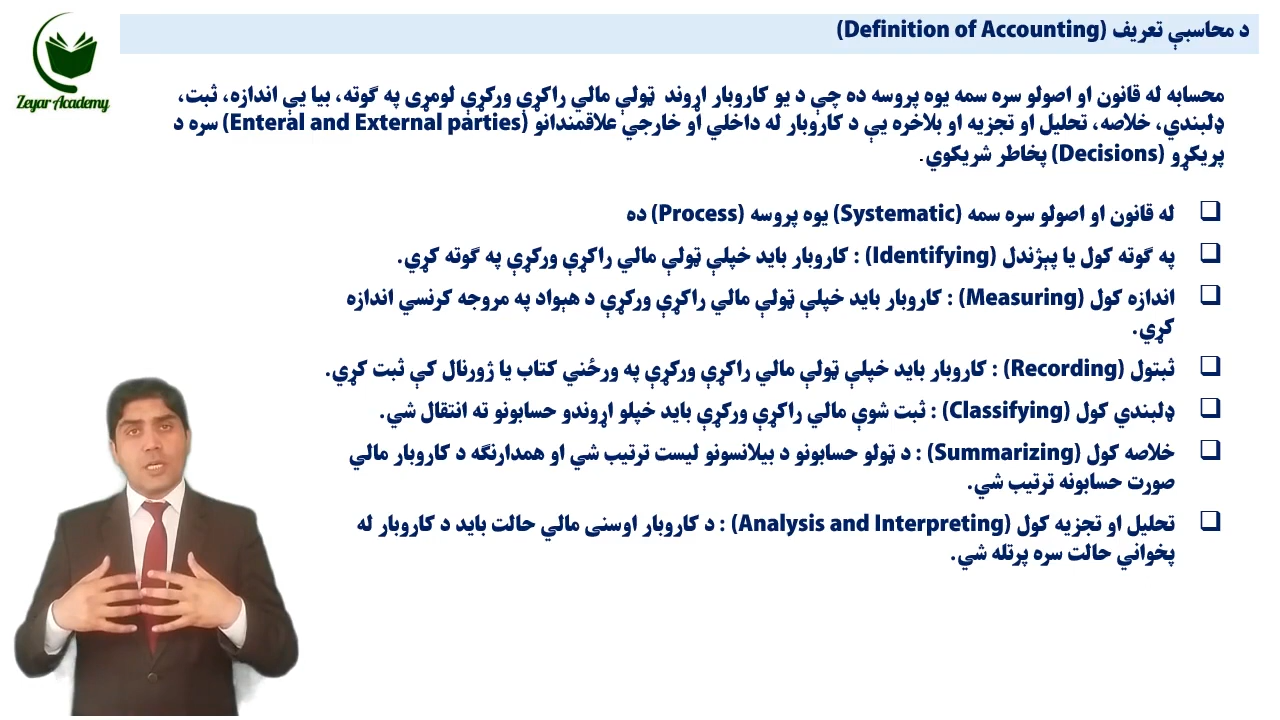 Zeyar Academy
د محاسبې تعریف (Definition of Accounting)
محسابه له قانون او اصولو سره سمه یوه پروسه ده چې د یو کاروبار اړوند ټولې مالي راکړې ورکړې لومړی په گوته، بیا یې اندازه، ثبت،
ډلبندي، خلاصه، تحلیل او تجزیه او بلاخره یې د کاروبار له داخلي او خارجي علاقمندانو (Enteral and External parties) سره د
پریکړو (Decisions) پخاطر شریکوي.
❑ له قانون او اصولو سره سمه (Systematic) یوه پروسه (Process) ده
❑ په گوته کول یا پېژندل (Identifying) : کاروبار باید خپلې ټولې مالي راکړې ورکړې په گوته کړي.
❑ اندازه کول (Measuring) : کاروبار باید خپلې ټولې مالي راکړې ورکړې د هېواد په مروجه کرنسي اندازه
کړي.
❑ ثبتول (Recording) : کاروبار باید خپلې ټولې مالي راکړې ورکړې په ورځني کتاب یا ژورنال کې ثبت کړي.
❑ ډلبندي کول (Classifying) : ثبت شوې مالي راکړې ورکړې باید خپلو اړوندو حسابونو ته انتقال شي.
❑ خلاصه کول (Summarizing) : د ټولو حسابونو د بیلانسونو لیست ترتیب شي او همدارنگه د کاروبار مالي
صورت حسابونه ترتیب شي.
❑ تحلیل او تجزیه کول (Analysis and Interpreting) : د کاروبار اوسنی مالي حالت باید د کاروبار له
پخواني حالت سره پرتله شي.